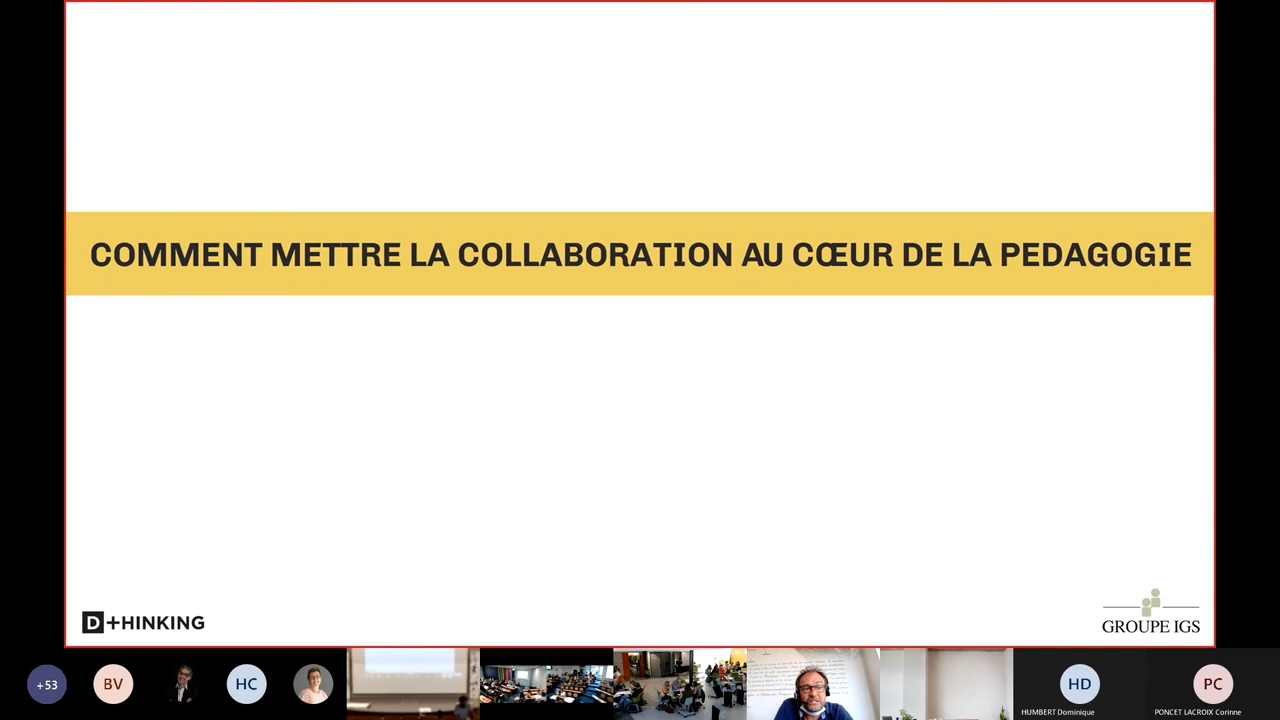 COMMENT METTRE LA COLLABORATION AU CŒUR DE LA PEDAGOGIE
D+HINKING
GROUPE IGS
+53
BV
HC
HD
HUMBERT Dominique
PC
PONCET LACROIX Corinne